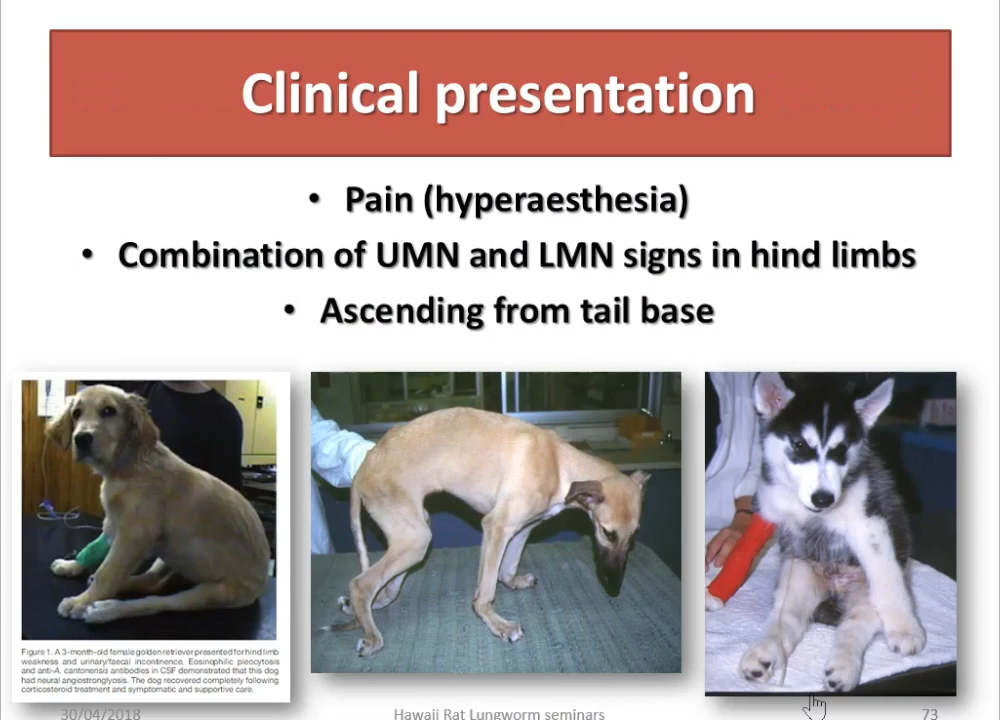 Clinical presentation
• Pain (hyperaesthesia)
• Combination of UMN and LMN signs in hind limbs
• Ascending from tail base
Figure 1. A 3-month-old female golden retriever presented for hind limb
weakness and urinary/faecal incontinence. Eosinophilic pleocytosis
and anti-A. cantonensis antibodies in CSF demonstrated that this dog
had neural angiostrongylosis. The dog recovered completely following
corticosteroid treatment and symptomatic and supportive care.
30/04/2018
Hawaii Rat Lungworm seminars
73